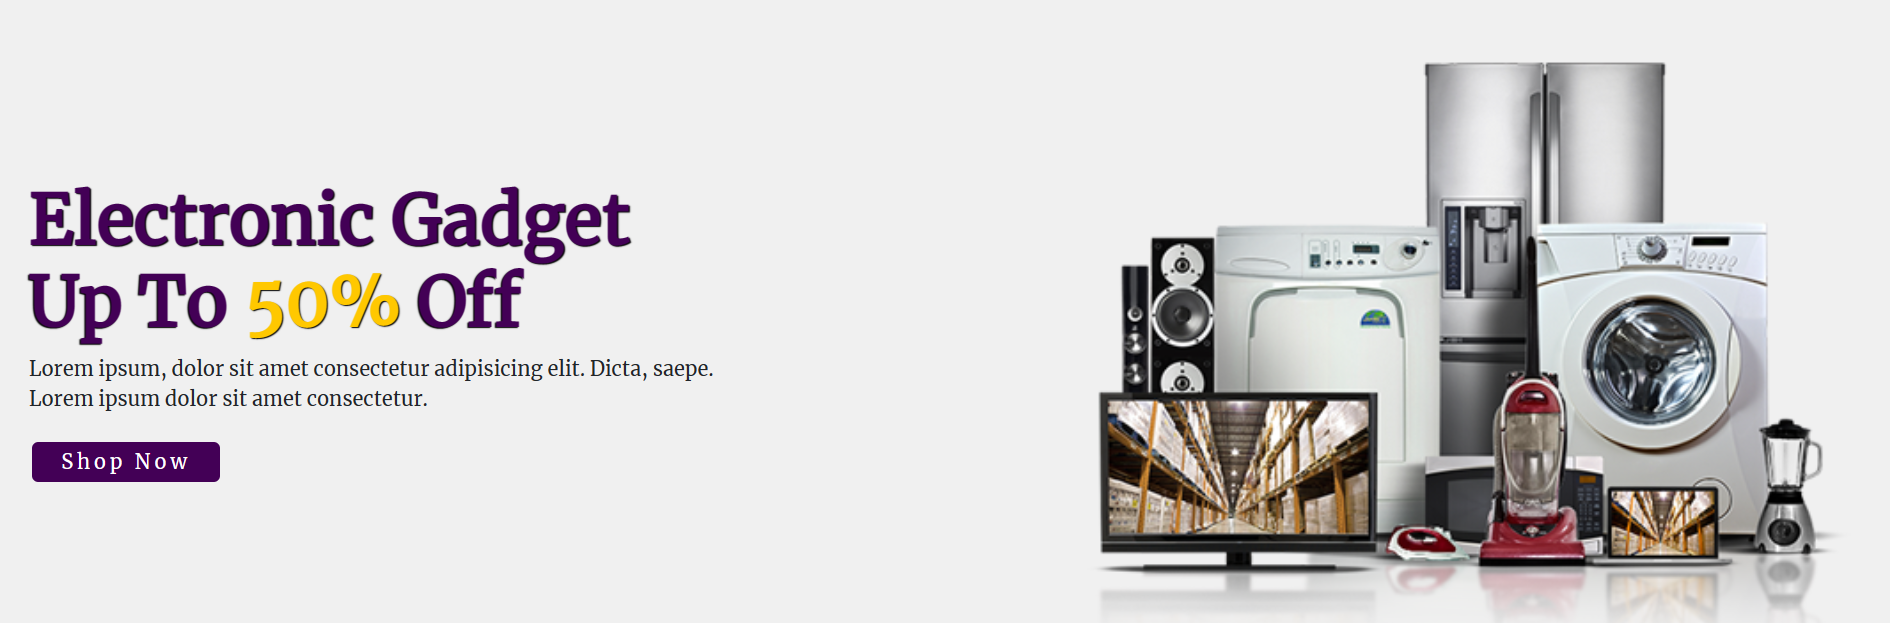 Electronic Gadget
Up To 50% Off
Lorem ipsum, dolor sit amet consectetur adipisicing elit. Dicta, saepe.
Lorem ipsum dolor sit amet consectetur.
Shop Now